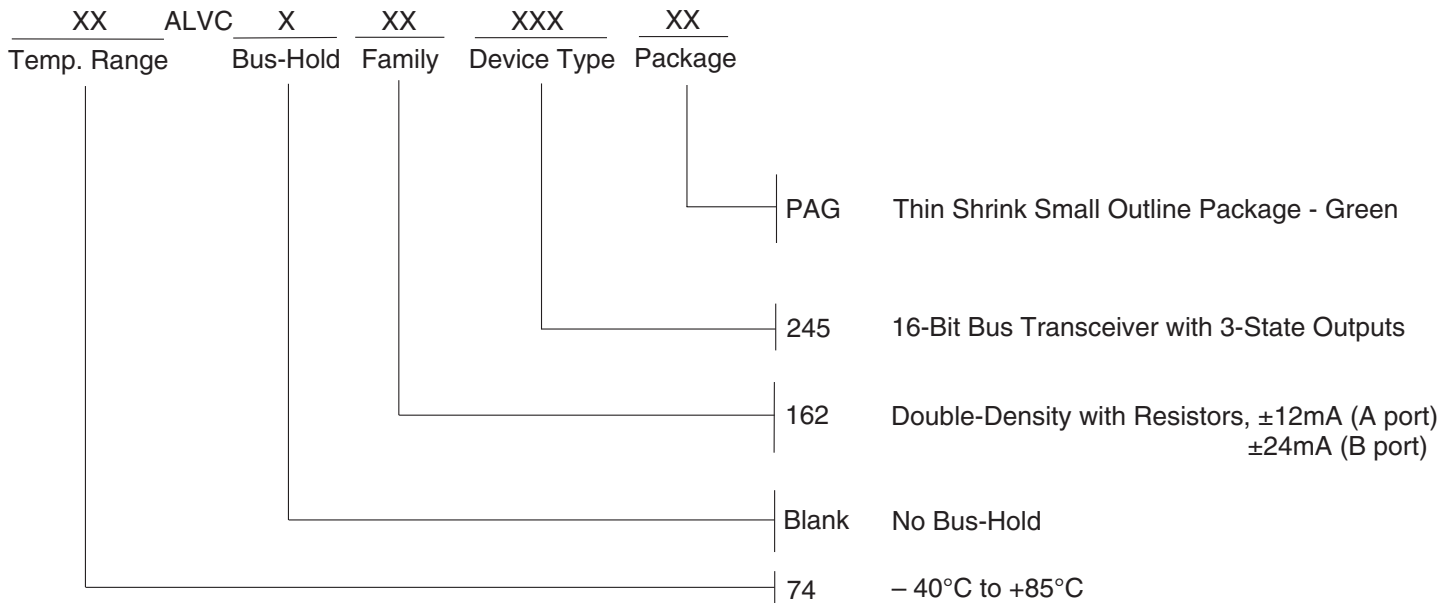 XX ALVC X XX XXX XX
Temp. Range Bus-Hold Family Device Type Package
PAG Thin Shrink Small Outline Package - Green
245 16-Bit Bus Transceiver with 3-State Outputs
162 Double-Density with Resistors, ±12mA (A port)
±24mA (B port)
Blank No Bus-Hold
74 – 40°C to +85°C